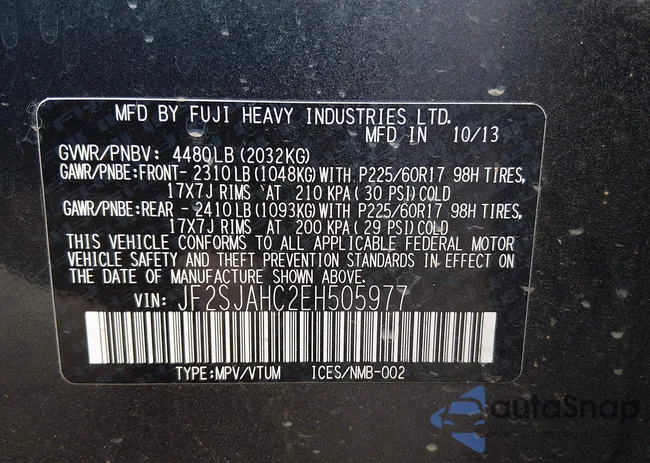 MFD BY FUJI HEAVY INDUSTRIES LTD.
MFD IN 10/13
GVWR/PNBV: 4480LB(2032KG)
GAWR/PNBE:FRONT- 2310LB(1048KG)WITH P225/60R17 98H TIRES,
17X7J RIMS AT 210 KPA(30 PSI)COLD
GAWR/PNBE:REAR - 2410LB(1093KG)WITH P225/60R17 98H TIRES,
17X7J RIMS AT 200 KPA(29 PSI)COLD
THIS VEHICLE CONFORMS TO ALL APPLICABLE FEDERAL MOTOR
VEHICLE SAFETY AND THEFT PREVENTION STANDARDS IN EFFECT ON
THE DATE OF MANUFACTURE SHOWN ABOVE.
VIN: JF2SJAHC2EH505977
TYPE:MPV/VTUM ICES/NMB-002
autoSnap